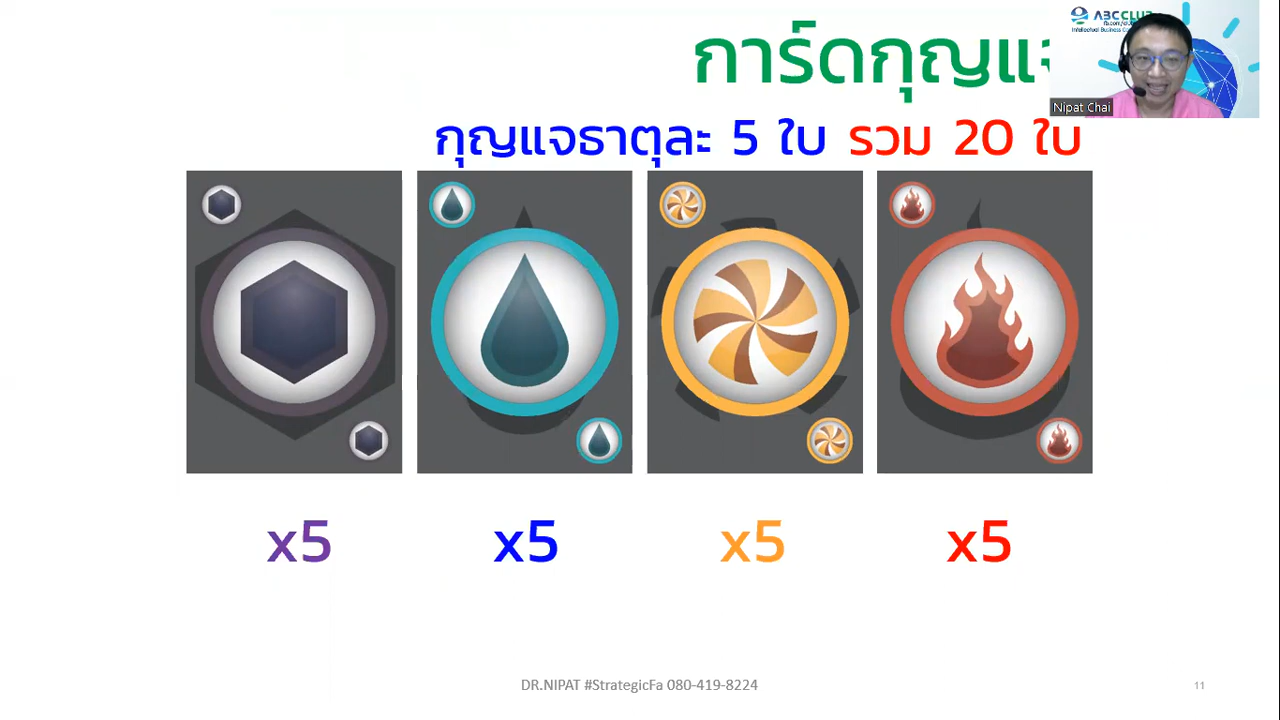 การ์ดกุญแจ
ABC CLUB
Nipat Chai
กุญแจธาตุละ 5 ใบ รวม 20 ใบ
x5 x5 x5 x5
DR.NIPAT #StrategicFa 080-419-8224
11